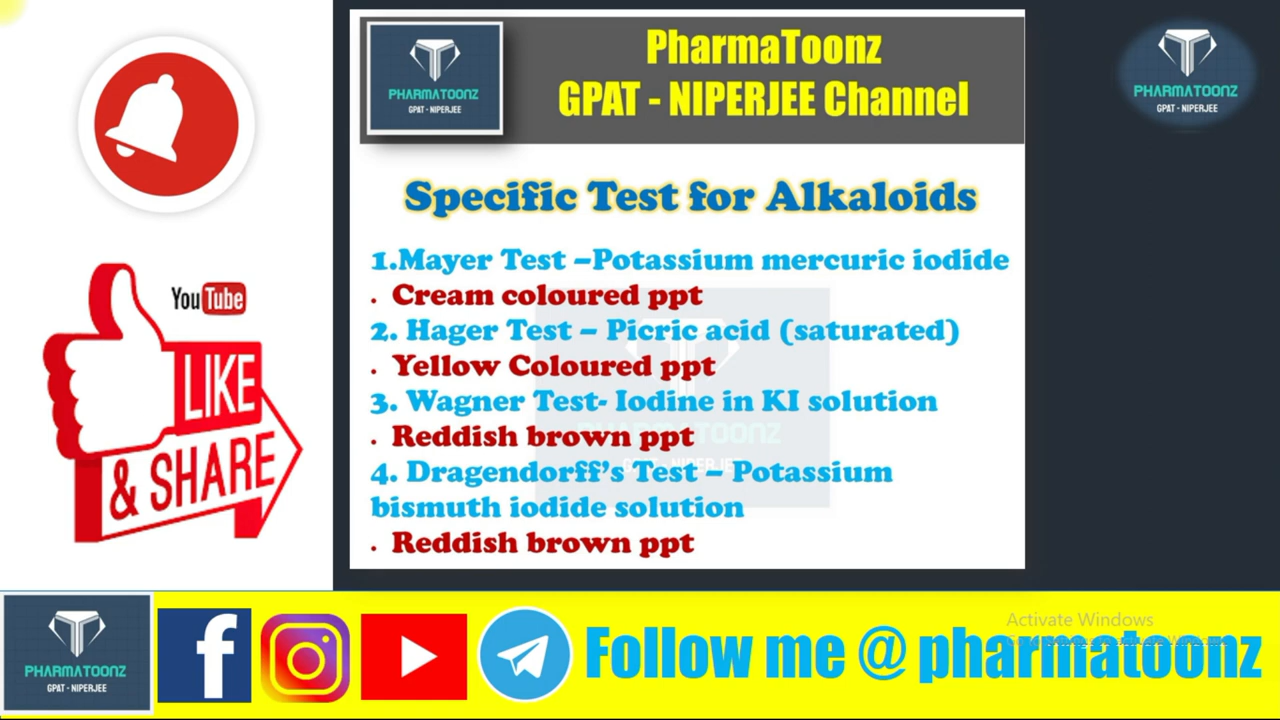 PharmaToonz
GPAT - NIPERJEE Channel
PHARMATOONZ
GPAT - NIPERJEE
PHARMATOONZ
GPAT - NIPERJEE
Specific Test for Alkaloids
1.Mayer Test –Potassium mercuric iodide
. Cream coloured ppt
2. Hager Test – Picric acid (saturated)
. Yellow Coloured ppt
3. Wagner Test- Iodine in KI solution
. Reddish brown ppt
4. Dragendorff's Test – Potassium
bismuth iodide solution
. Reddish brown ppt
You Tube
LIKE
& SHARE
PHARMATOONZ
GPAT - NIPERJEE
Follow me @ pharmatoonz
Activate Windows